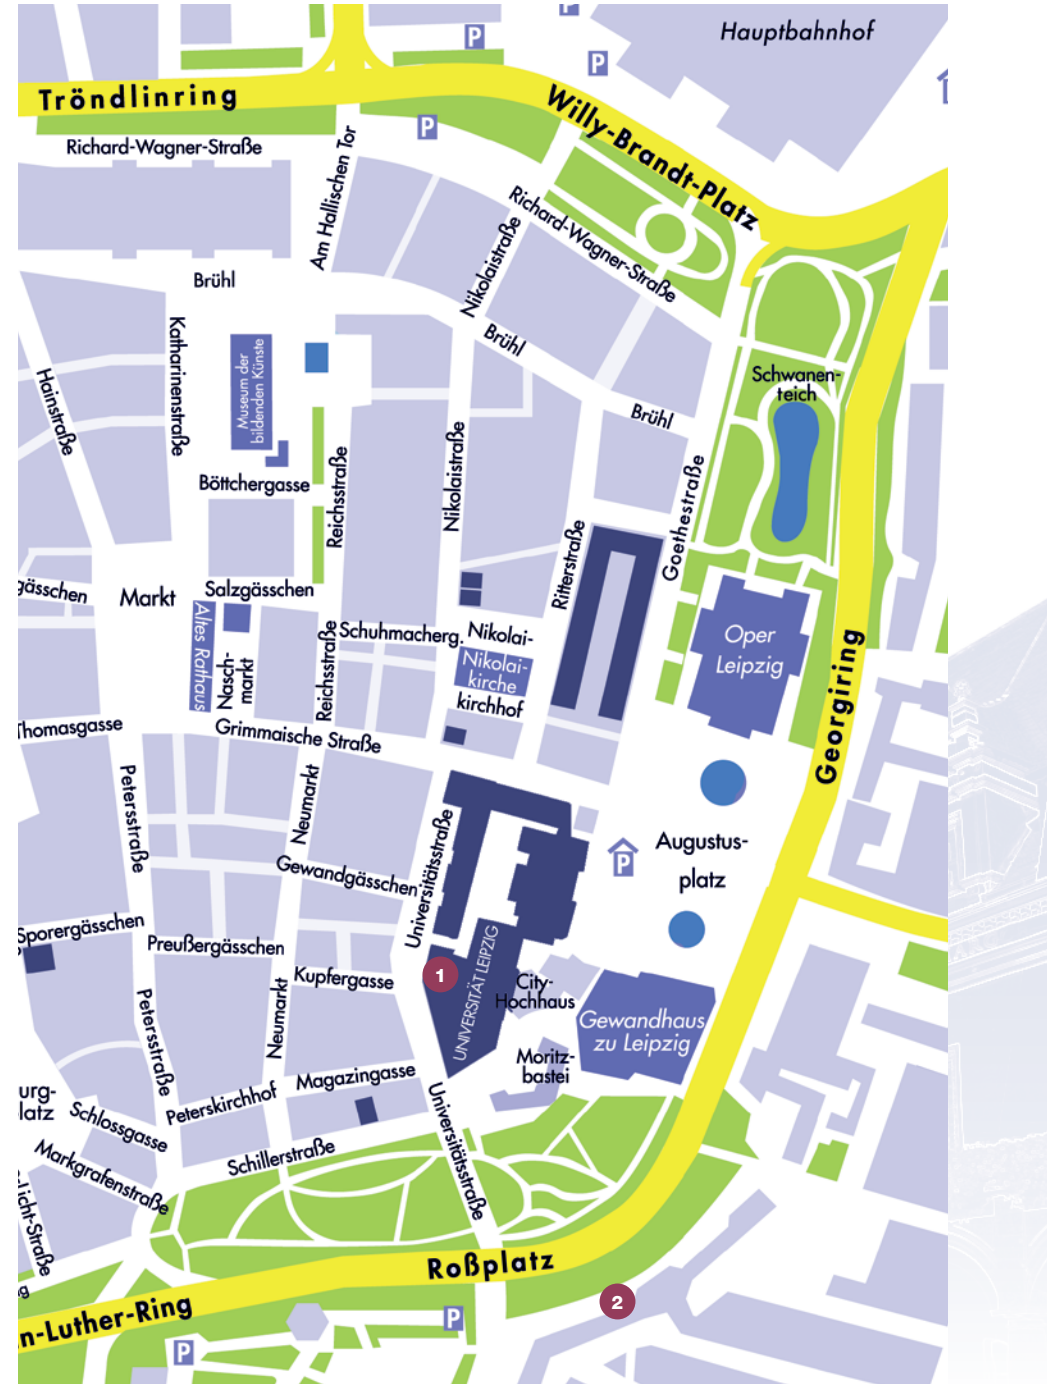 Hauptbahnhof
P
P
P
Tröndlinring
Willy-Brandt-Platz
P
Richard-Wagner-Straße
Am Hallischen Tor
Richard-Wagner-Straße
Nikolaistraße
Brühl
Katharinenstraße
Brühl
Museum der
bildenden Künste
Hainstraße
Schwanen-
teich
Brühl
Nikolaistraße
Reichsstraße
Goethestraße
Böttchergasse
Ritterstraße
gässchen
Markt
Salzgässchen
Altes Rathaus
Nasch-
markt
Reichsstraße
Schuhmacherg.
Nikolai-
Nikolai-
kirche
kirchhof
Oper
Leipzig
Georgiring
Thomasgasse
Grimmaische Straße
Petersstraße
Neumarkt
Universitätsstraße
Gewandgässchen
P
Augustus-
platz
Sporergässchen
Preußergässchen
Kupfergasse
1
UNIVERSITÄT LEIPZIG
City-
Hochhaus
Gewandhaus
zu Leipzig
Petersstraße
Neumarkt
Moritz-
bastei
Magazingasse
Peterskirchhof
urg-
latz
Schlossgasse
Universitätsstraße
Markgrafenstraße
Schillerstraße
-licht-Straße
g
Roßplatz
2
n-Luther-Ring
P
P